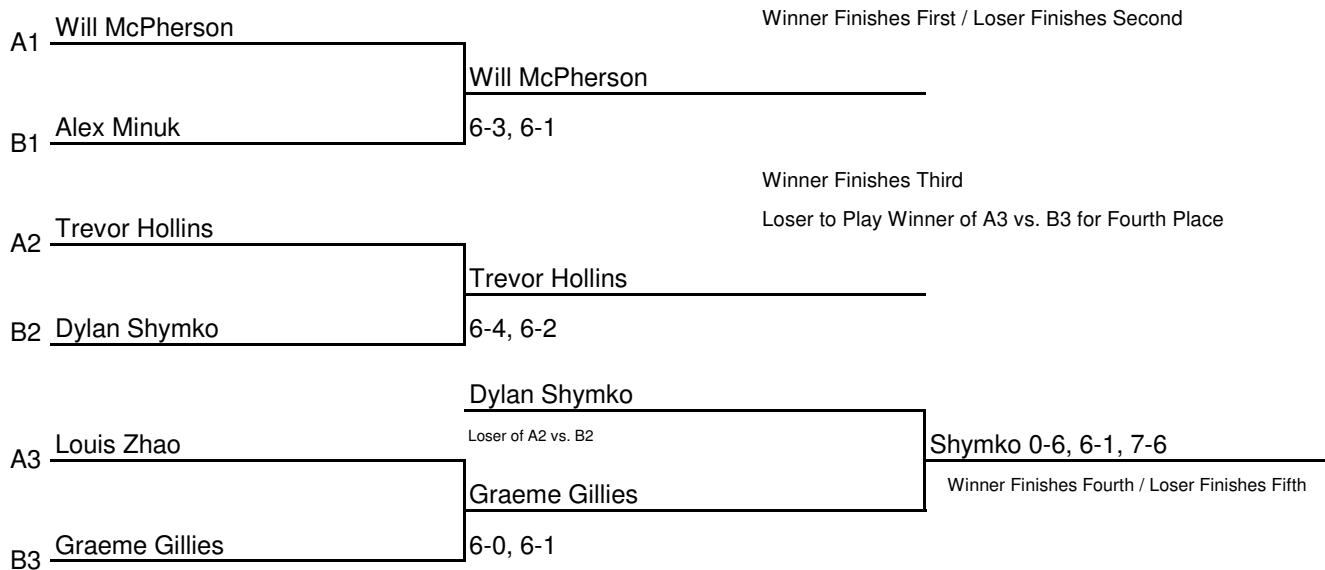 Winner Finishes First / Loser Finishes Second
A1 Will McPherson
Will McPherson
B1 Alex Minuk
6-3, 6-1
Winner Finishes Third
Loser to Play Winner of A3 vs. B3 for Fourth Place
A2 Trevor Hollins
Trevor Hollins
B2 Dylan Shymko
6-4, 6-2
Dylan Shymko
Loser of A2 vs. B2
A3 Louis Zhao
Shymko 0-6, 6-1, 7-6
Graeme Gillies
Winner Finishes Fourth / Loser Finishes Fifth
B3 Graeme Gillies
6-0, 6-1